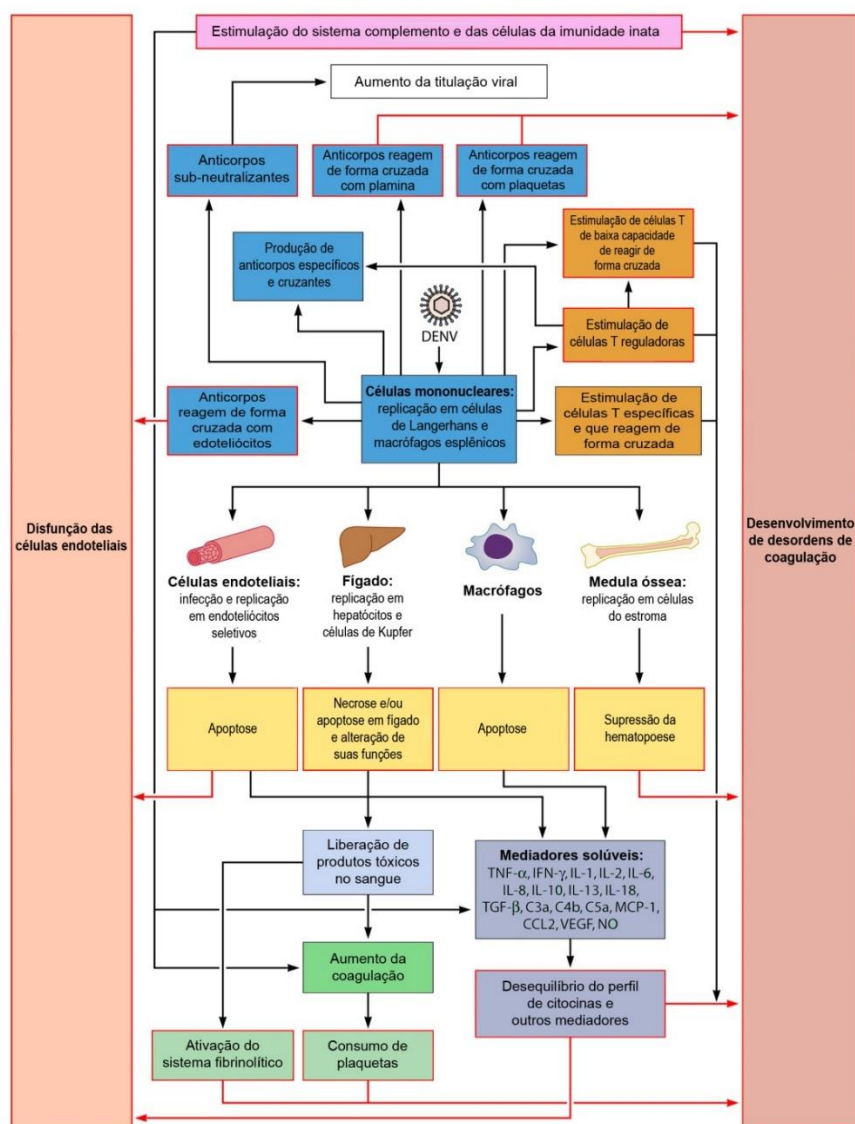 Estimulação do sistema complemento e das células da imunidade inata
Aumento da titulação viral
Anticorpos
sub-neutralizantes
Anticorpos reagem
de forma cruzada
com plamina
Anticorpos reagem
de forma cruzada
com plaquetas
Estimulação de células T
de baixa capacidade
de reagir de
forma cruzada
Produção de
anticorpos específicos
e cruzantes
DENV
Estimulação de
células T reguladoras
Anticorpos
reagem de forma
cruzada com
edoteliócitos
Células mononucleares:
replicação em células
de Langerhans e
macrófagos esplênicos
Estimulação de
células T específicas
e que reagem de
forma cruzada
Disfunção das
células endoteliais
Desenvolvimento
de desordens de
coagulação
Células endoteliais:
infecção e replicação
em endoteliócitos
seletivos
Fígado:
replicação em
hepatócitos e
células de Kupfer
Macrófagos
Medula óssea:
replicação em células
do estroma
Apoptose
Necrose e/ou
apoptose em fígado
e alteração de
suas funções
Apoptose
Supressão da
hematopoese
Liberação de
produtos tóxicos
no sangue
Mediadores solúveis:
TNF-α, IFN-γ, IL-1, IL-2, IL-6,
IL-8, IL-10, IL-13, IL-18,
TGF-β, C3a, C4b, C5a, MCP-1,
CCL2, VEGF, NO
Aumento da
coagulação
Desequilíbrio do perfil
de citocinas e
outros mediadores
Ativação do
sistema fibrinolítico
Consumo de
plaquetas